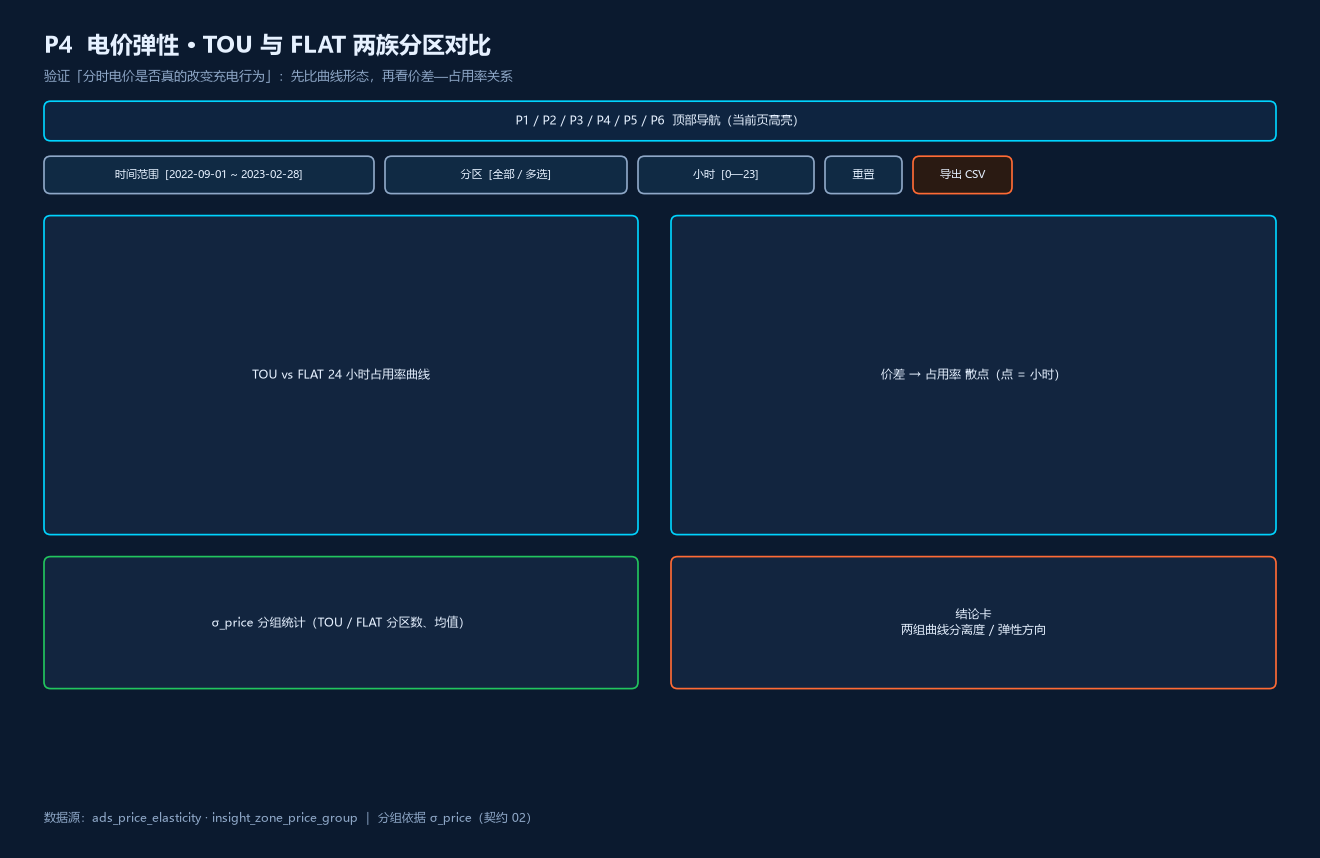 P4 电价弹性 • TOU 与 FLAT 两族分区对比
验证「分时电价是否真的改变充电行为」：先比曲线形态，再看价差—占用率关系
P1 / P2 / P3 / P4 / P5 / P6 顶部导航（当前页高亮）
时间范围 [2022-09-01 ~ 2023-02-28]
分区 [全部 / 多选]
小时 [0—23]
重置
导出 CSV
TOU vs FLAT 24 小时占用率曲线
价差 → 占用率 散点（点 = 小时）
σ_price 分组统计（TOU / FLAT 分区数、均值）
结论卡
两组曲线分离度 / 弹性方向
数据源：ads_price_elasticity · insight_zone_price_group | 分组依据 σ_price（契约 02）